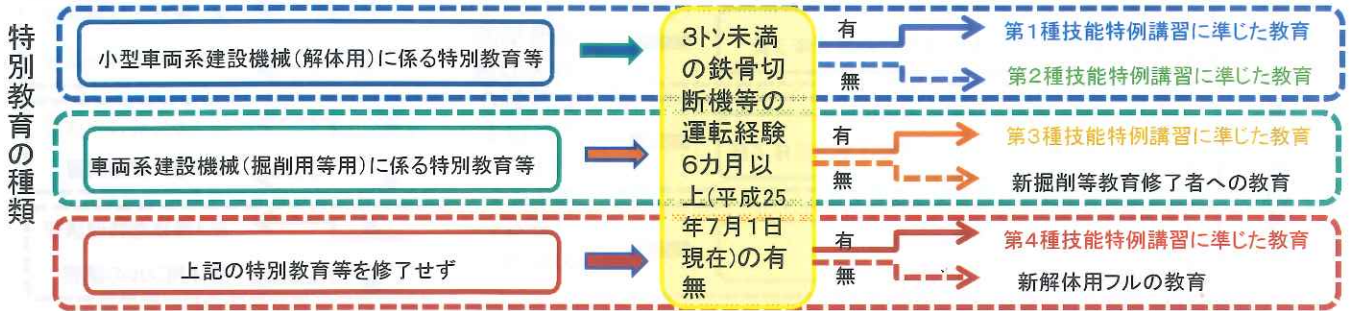 特別教育の種類
小型車両系建設機械(解体用)に係る特別教育等
車両系建設機械(掘削用等用)に係る特別教育等
上記の特別教育等を修了せず
3トン未満
の鉄骨切
断機等の
運転経験
6カ月以
上(平成25
年7月1日
現在)の有
無
有
第1種技能特例講習に準じた教育
無
第2種技能特例講習に準じた教育
有
第3種技能特例講習に準じた教育
無
新掘削等教育修了者への教育
有
第4種技能特例講習に準じた教育
無
新解体用フルの教育